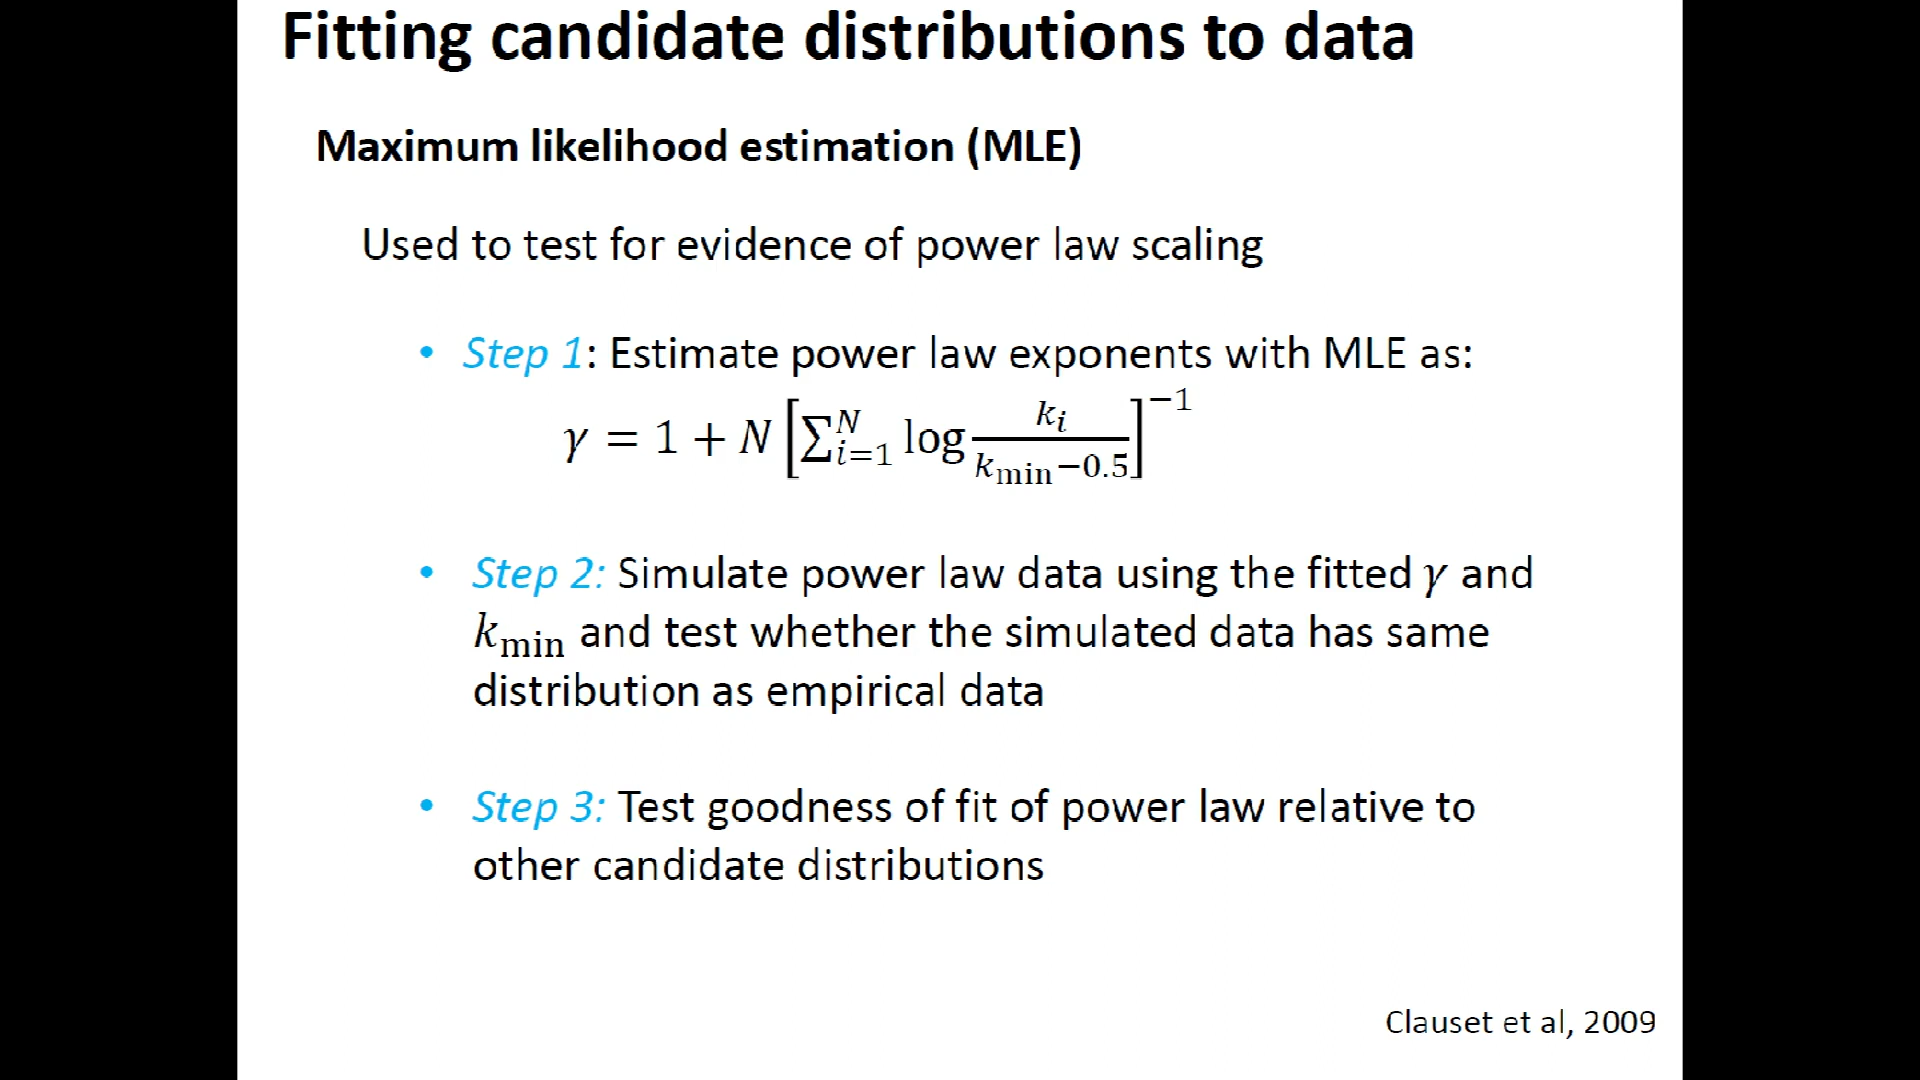 Fitting candidate distributions to data
Maximum likelihood estimation (MLE)
Used to test for evidence of power law scaling
• Step 1: Estimate power law exponents with MLE as:
γ = 1 + N [∑_{i=1}^{N} log k_i / (k_min − 0.5)]^{−1}
• Step 2: Simulate power law data using the fitted γ and
k_min and test whether the simulated data has same
distribution as empirical data
• Step 3: Test goodness of fit of power law relative to
other candidate distributions
Clauset et al, 2009